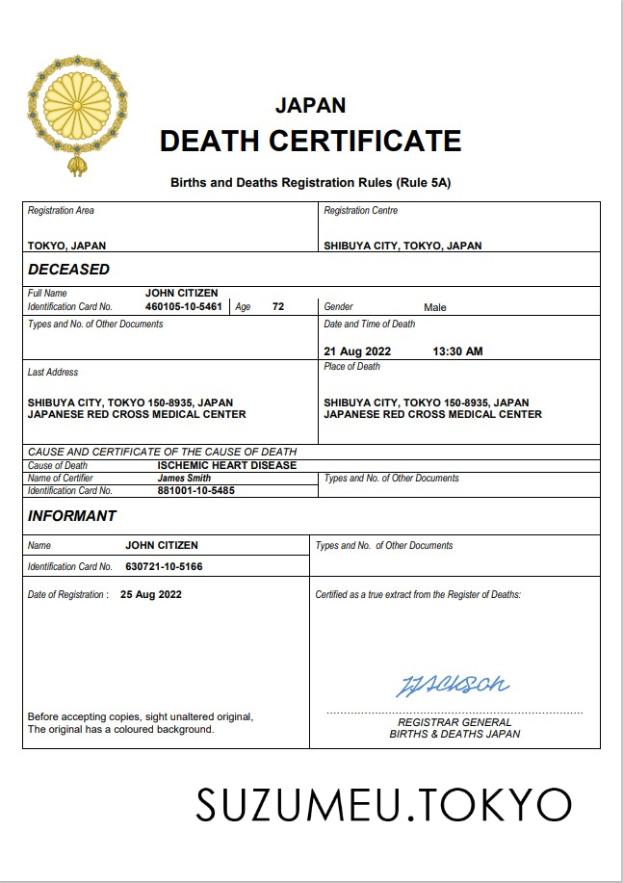 JAPAN
DEATH CERTIFICATE
Births and Deaths Registration Rules (Rule 5A)
Registration Area
Registration Centre
TOKYO, JAPAN
SHIBUYA CITY, TOKYO, JAPAN
DECEASED
Full Name JOHN CITIZEN
Identification Card No. 460105-10-5461 Age 72 Gender Male
Types and No. of Other Documents
Date and Time of Death
21 Aug 2022 13:30 AM
Last Address
Place of Death
SHIBUYA CITY, TOKYO 150-8935, JAPAN
JAPANESE RED CROSS MEDICAL CENTER
SHIBUYA CITY, TOKYO 150-8935, JAPAN
JAPANESE RED CROSS MEDICAL CENTER
CAUSE AND CERTIFICATE OF THE CAUSE OF DEATH
Cause of Death ISCHEMIC HEART DISEASE
Name of Certifier James Smith
Types and No. of Other Documents
Identification Card No. 881001-10-5485
INFORMANT
Name JOHN CITIZEN
Types and No. of Other Documents
Identification Card No. 630721-10-5166
Date of Registration : 25 Aug 2022
Certified as a true extract from the Register of Deaths:
JJackson
Before accepting copies, sight unaltered original,
The original has a coloured background.
REGISTRAR GENERAL
BIRTHS & DEATHS JAPAN
SUZUMEU.TOKYO